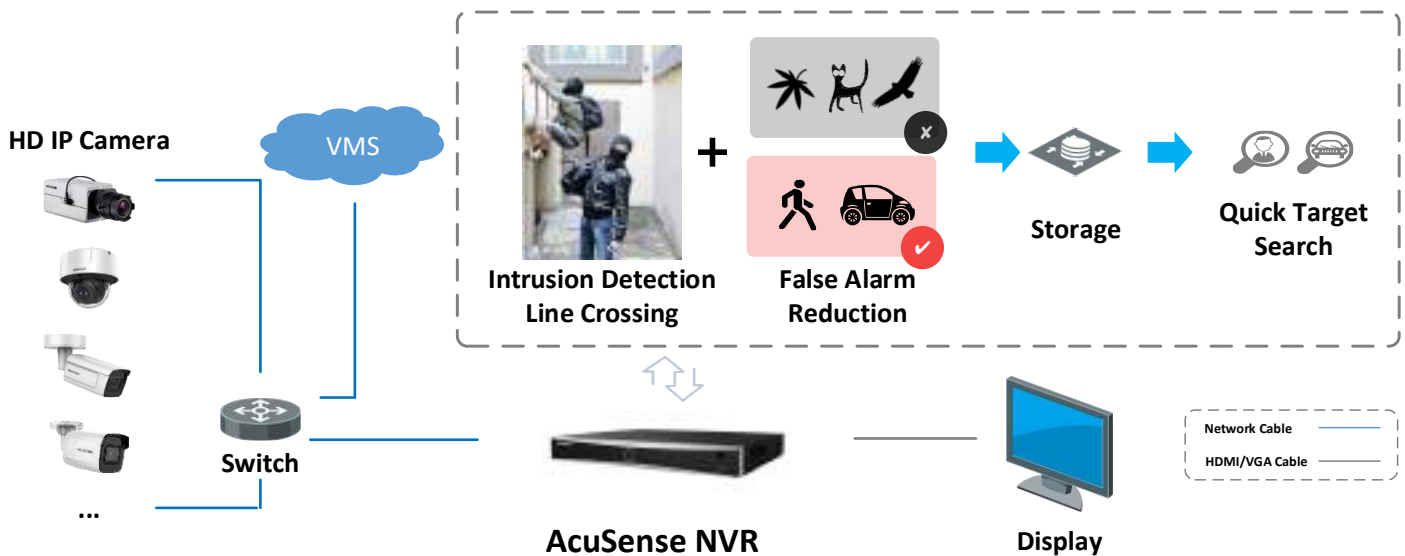 HD IP Camera
VMS
Intrusion Detection
Line Crossing
False Alarm
Reduction
Storage
Quick Target
Search
Switch
...
AcuSense NVR
Display
Network Cable
HDMI/VGA Cable